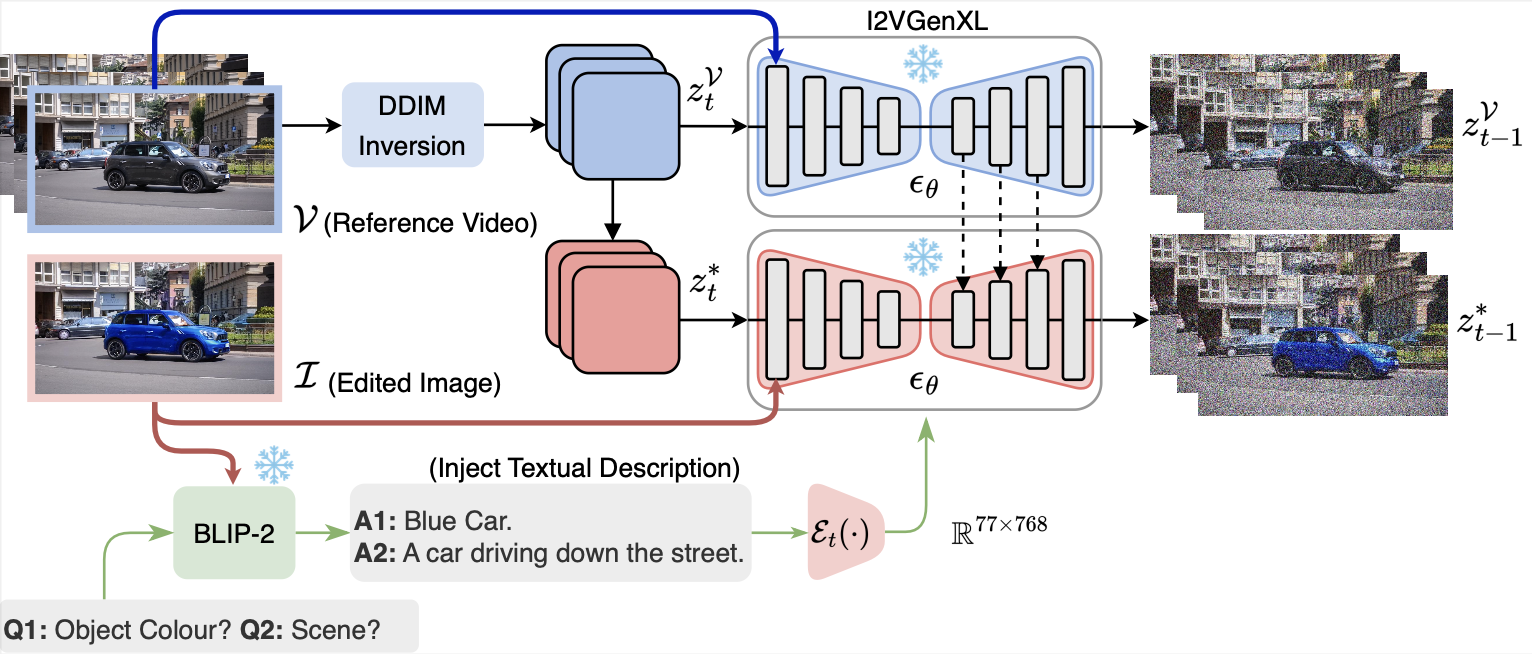 I2VGenXL
DDIM
Inversion
$z_t^{\mathcal{V}}$
$\epsilon_\theta$
$z_{t-1}^{\mathcal{V}}$
$\mathcal{V}$ (Reference Video)
$z_t^*$
$\epsilon_\theta$
$z_{t-1}^*$
$\mathcal{I}$ (Edited Image)
(Inject Textual Description)
BLIP-2
A1: Blue Car.
A2: A car driving down the street.
$\mathcal{E}_t(\cdot)$
$\mathbb{R}^{77\times768}$
Q1: Object Colour? Q2: Scene?